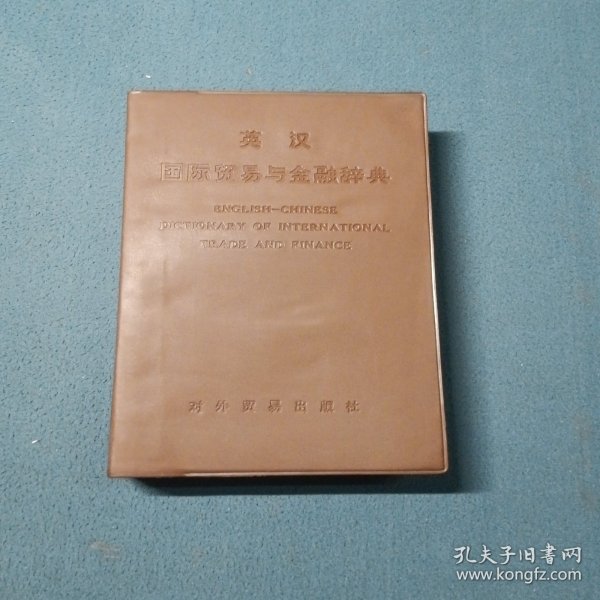 英 汉
国际贸易与金融辞典
ENGLISH-CHINESE
DICTIONARY OF INTERNATIONAL
TRADE AND FINANCE
对外贸易出版社
孔夫子旧书网
www.kongfz.com